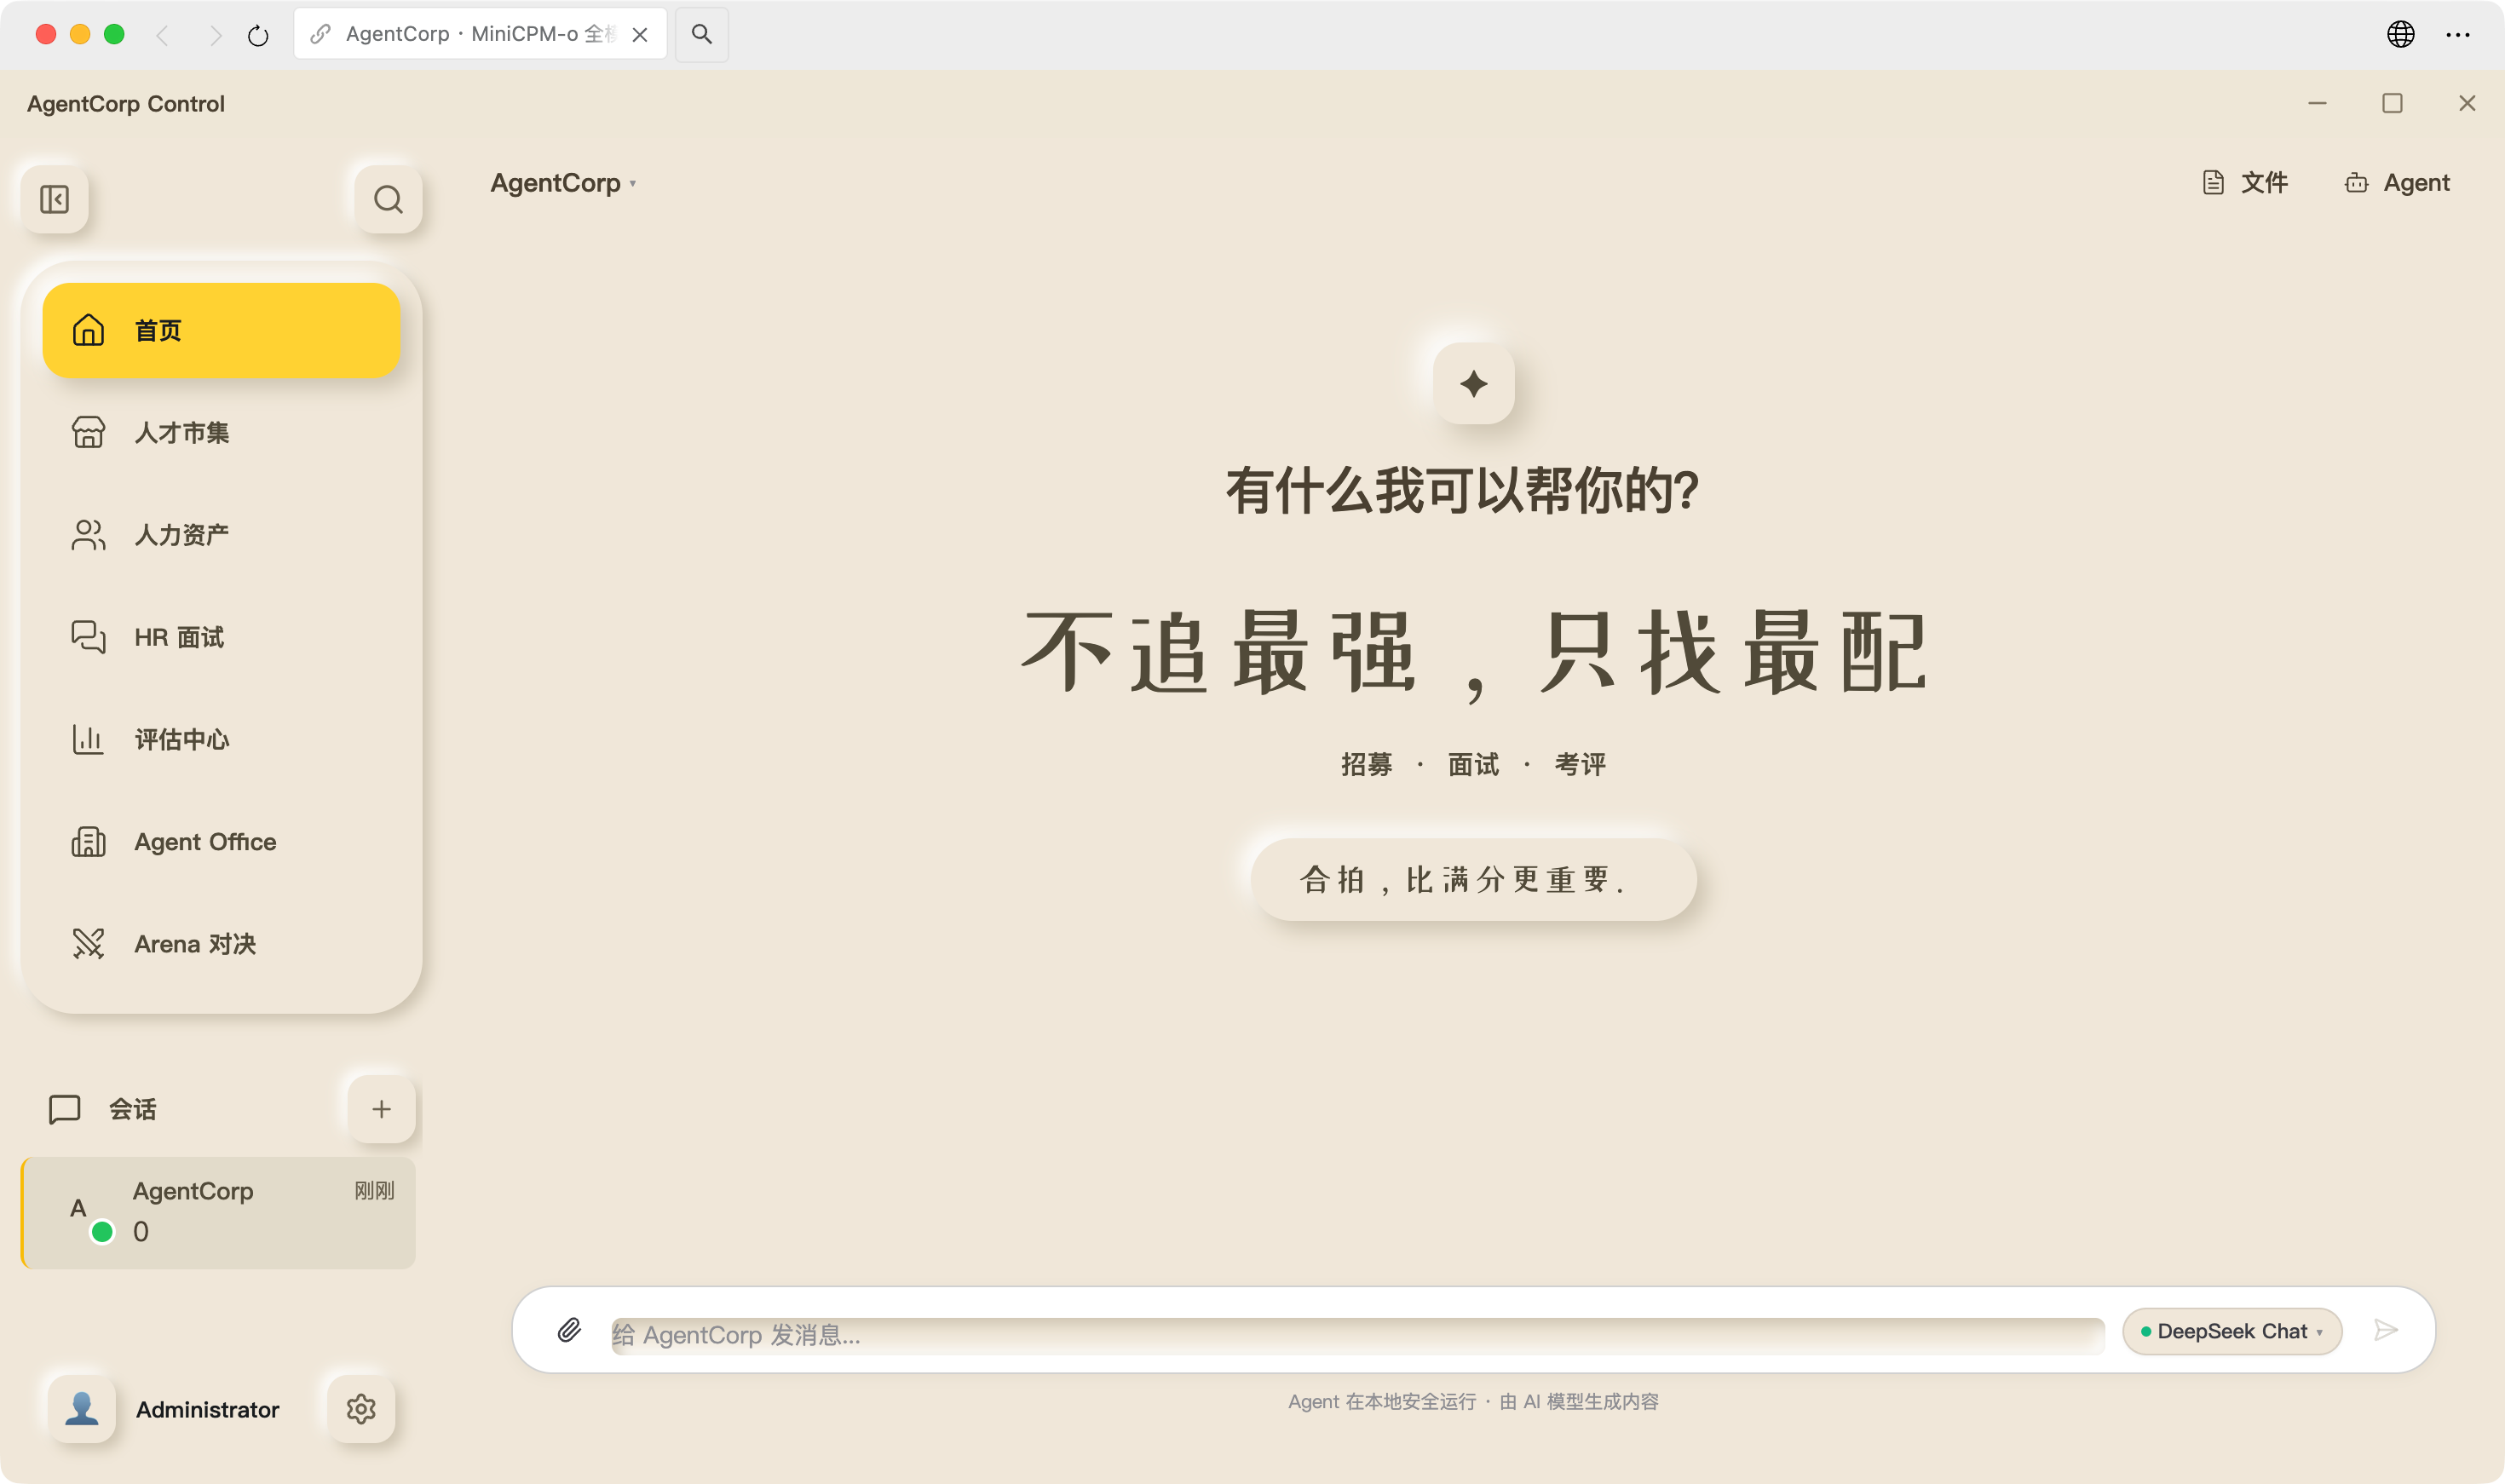 AgentCorp · MiniCPM-o 全
AgentCorp Control
AgentCorp
文件
Agent
首页
人才市集
人力资产
HR 面试
评估中心
Agent Office
Arena 对决
会话
AgentCorp 刚刚
A
0
Administrator
有什么我可以帮你的?
不追最强，只找最配
招募 · 面试 · 考评
合拍，比满分更重要.
给 AgentCorp 发消息...
DeepSeek Chat
Agent 在本地安全运行 · 由 AI 模型生成内容